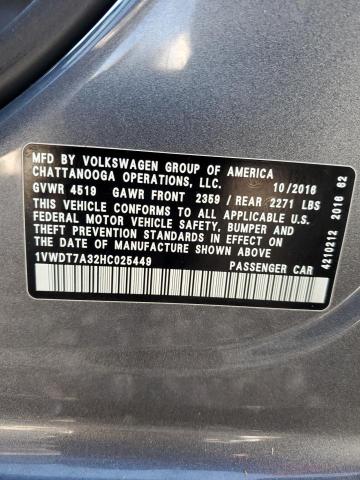 MFD BY VOLKSWAGEN GROUP OF AMERICA
CHATTANOOGA OPERATIONS, LLC. 10/2016
GVWR 4519 GAWR FRONT 2359 / REAR 2271 LBS
THIS VEHICLE CONFORMS TO ALL APPLICABLE U.S.
FEDERAL MOTOR VEHICLE SAFETY, BUMPER AND
THEFT PREVENTION STANDARDS IN EFFECT ON
THE DATE OF MANUFACTURE SHOWN ABOVE.
1VWDT7A32HC025449 PASSENGER CAR
4210212 2016 62